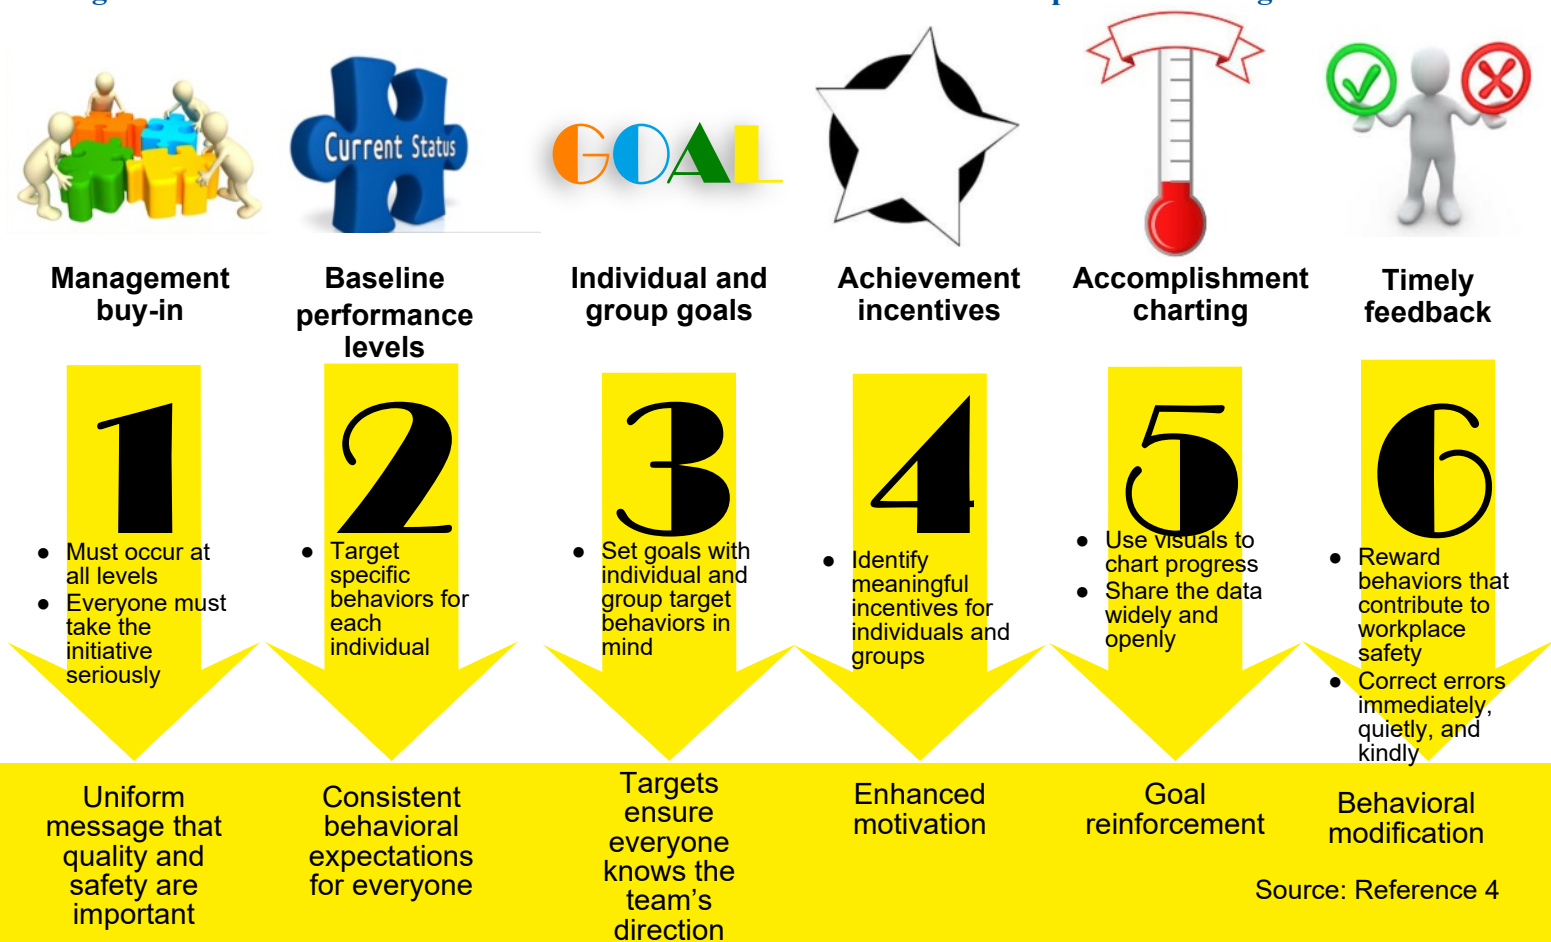 Current Status
GOAL
Management
buy-in
Baseline
performance
levels
Individual and
group goals
Achievement
incentives
Accomplishment
charting
Timely
feedback
1
2
3
4
5
6
● Must occur at
all levels
● Everyone must
take the
initiative
seriously
● Target
specific
behaviors for
each
individual
● Set goals with
individual and
group target
behaviors in
mind
● Identify
meaningful
incentives for
individuals and
groups
● Use visuals to
chart progress
● Share the data
widely and
openly
● Reward
behaviors that
contribute to
workplace
safety
● Correct errors
immediately,
quietly, and
kindly
Uniform
message that
quality and
safety are
important
Consistent
behavioral
expectations
for everyone
Targets
ensure
everyone
knows the
team’s
direction
Enhanced
motivation
Goal
reinforcement
Behavioral
modification
Source: Reference 4